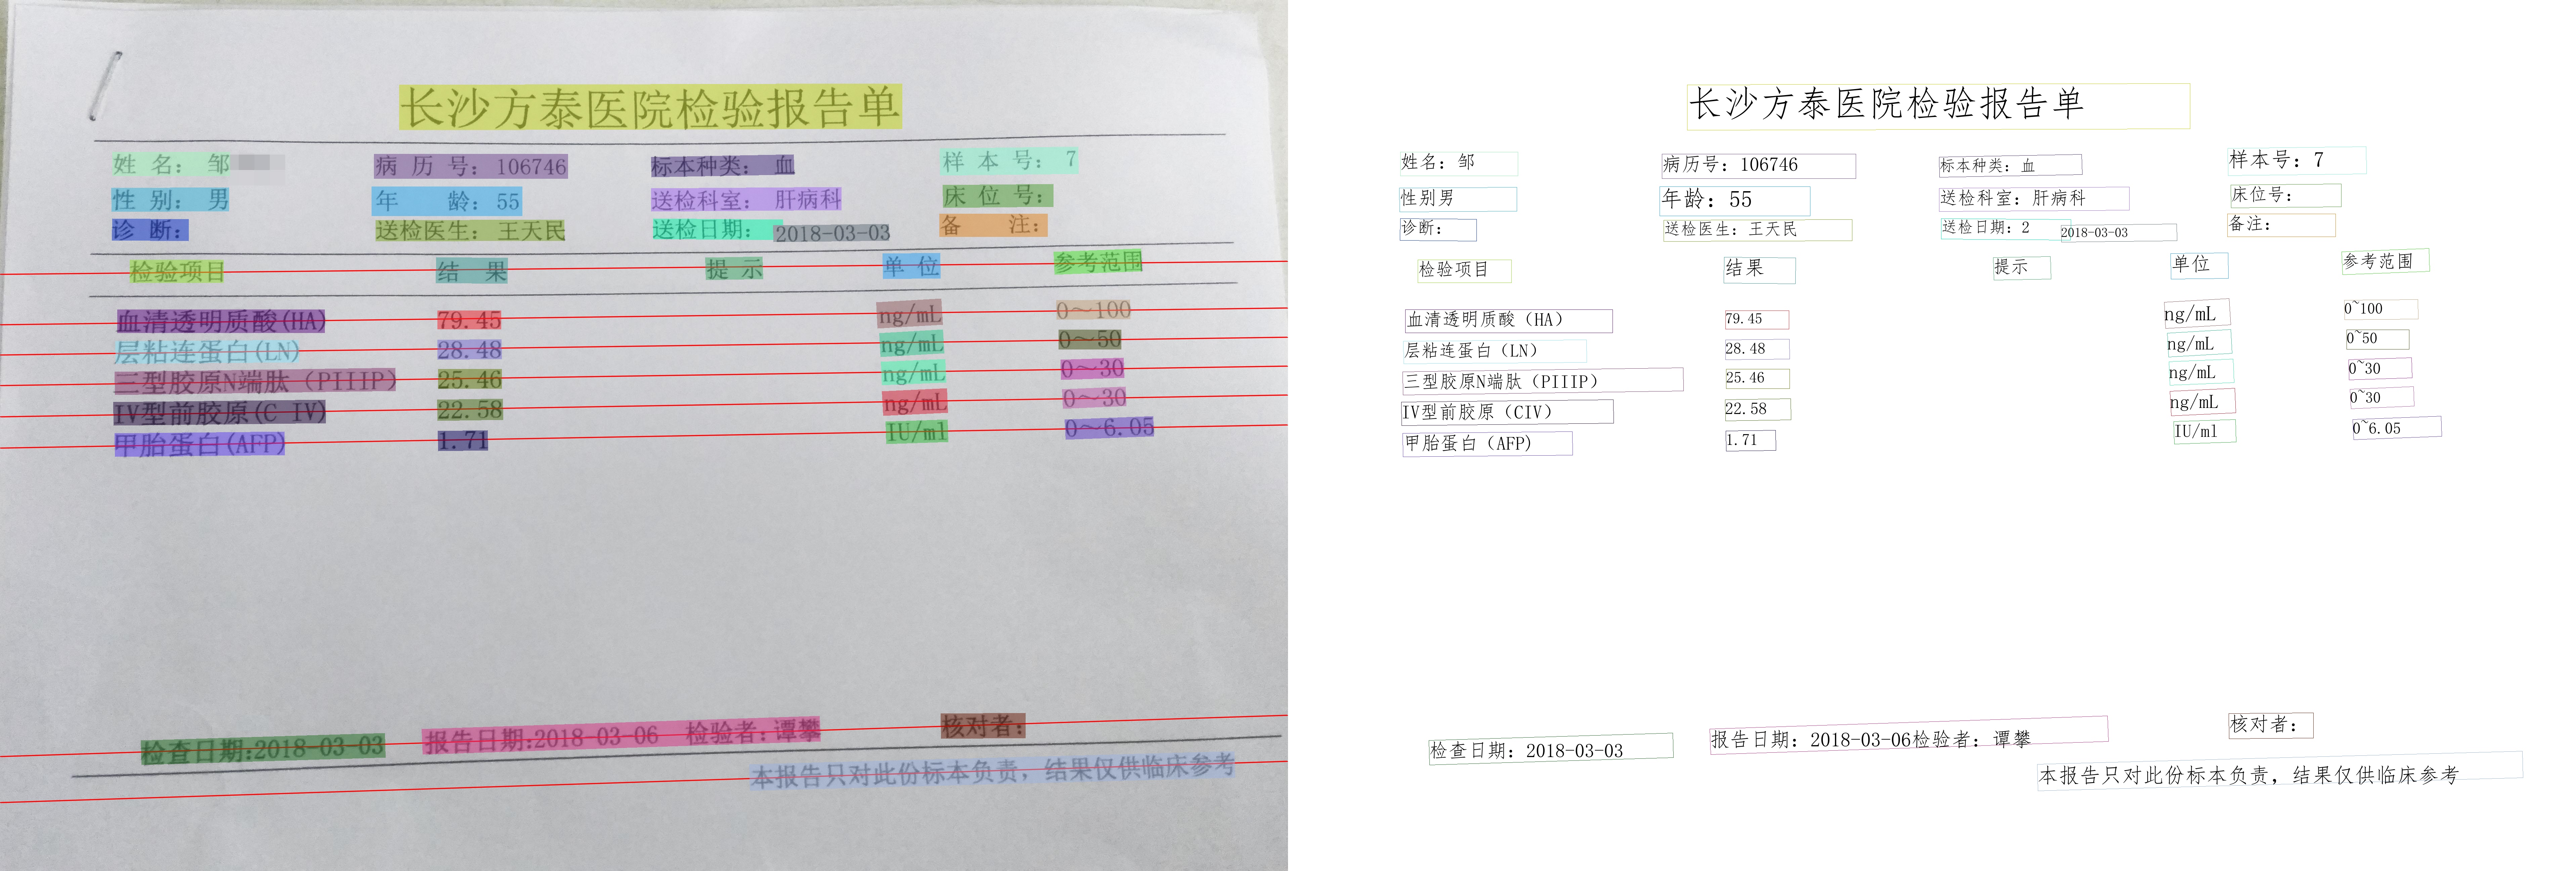 长沙方泰医院检验报告单
姓 名： 邹 病 历 号： 106746 标本种类： 血 样 本 号： 7
性 别： 男 年 龄： 55 送检科室： 肝病科 床 位 号：
诊 断： 送检医生： 王天民 送检日期： 2018-03-03 备 注：
检验项目 结 果 提 示 单 位 参考范围
血清透明质酸(HA) 79.45 ng/mL 0～100
层粘连蛋白(LN) 28.48 ng/mL 0～50
三型胶原N端肽（PIIIP） 25.46 ng/mL 0～30
IV型前胶原(C IV) 22.58 ng/mL 0～30
甲胎蛋白(AFP) 1.71 IU/ml 0～6.05
检查日期:2018-03-03 报告日期:2018-03-06 检验者:谭攀 核对者:
本报告只对此份标本负责，结果仅供临床参考
长沙方泰医院检验报告单
姓名：邹 病历号：106746 标本种类：血 样本号：7
性别男 年龄：55 送检科室：肝病科 床位号：
诊断： 送检医生：王天民 送检日期：2 2018-03-03 备注：
检验项目 结果 提示 单位 参考范围
血清透明质酸（HA） 79.45 ng/mL 0~100
层粘连蛋白（LN） 28.48 ng/mL 0~50
三型胶原N端肽（PIIIP） 25.46 ng/mL 0~30
IV型前胶原（CIV） 22.58 ng/mL 0~30
甲胎蛋白（AFP） 1.71 IU/ml 0~6.05
检查日期：2018-03-03 报告日期：2018-03-06检验者：谭攀 核对者：
本报告只对此份标本负责，结果仅供临床参考